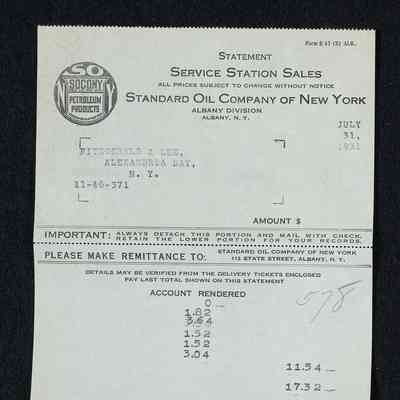 Form E 47 (S) ALB.
STATEMENT
SERVICE STATION SALES
ALL PRICES SUBJECT TO CHANGE WITHOUT NOTICE
STANDARD OIL COMPANY OF NEW YORK
ALBANY DIVISION
ALBANY, N. Y.
SO
SOCONY
PETROLEUM
PRODUCTS
JULY
31,
1931
FITZGERALD & LEE,
ALEXANDRIA BAY,
N. Y.
11-46-371
AMOUNT $
IMPORTANT: ALWAYS DETACH THIS PORTION AND MAIL WITH CHECK.
RETAIN THE LOWER PORTION FOR YOUR RECORDS.
PLEASE MAKE REMITTANCE TO: STANDARD OIL COMPANY OF NEW YORK
112 STATE STREET, ALBANY, N. Y.
DETAILS MAY BE VERIFIED FROM THE DELIVERY TICKETS ENCLOSED
PAY LAST TOTAL SHOWN ON THIS STATEMENT
ACCOUNT RENDERED
578
0
1.82
3.64
1.52
1.52
3.04
11.54
17.32